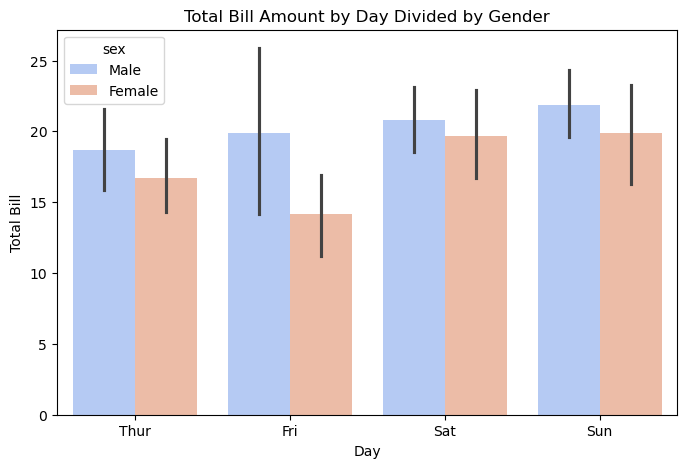 Total Bill Amount by Day Divided by Gender
sex
Male
Female
Total Bill
25
20
15
10
5
0
Thur
Fri
Sat
Sun
Day